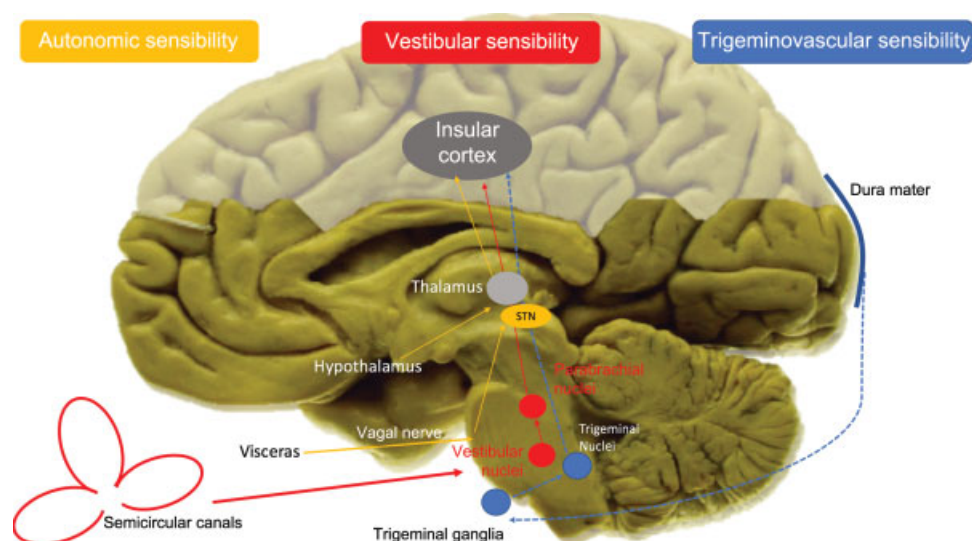 Autonomic sensibility
Vestibular sensibility
Trigeminovascular sensibility
Insular
cortex
Dura mater
Thalamus
STN
Hypothalamus
Parabrachial
nuclei
Vagal nerve
Trigeminal
Nuclei
Visceras
Vestibular
nuclei
Semicircular canals
Trigeminal ganglia